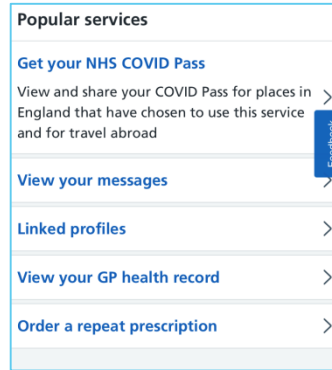 Popular services
Get your NHS COVID Pass
View and share your COVID Pass for places in
England that have chosen to use this service
and for travel abroad
Feedback
View your messages
Linked profiles
View your GP health record
Order a repeat prescription